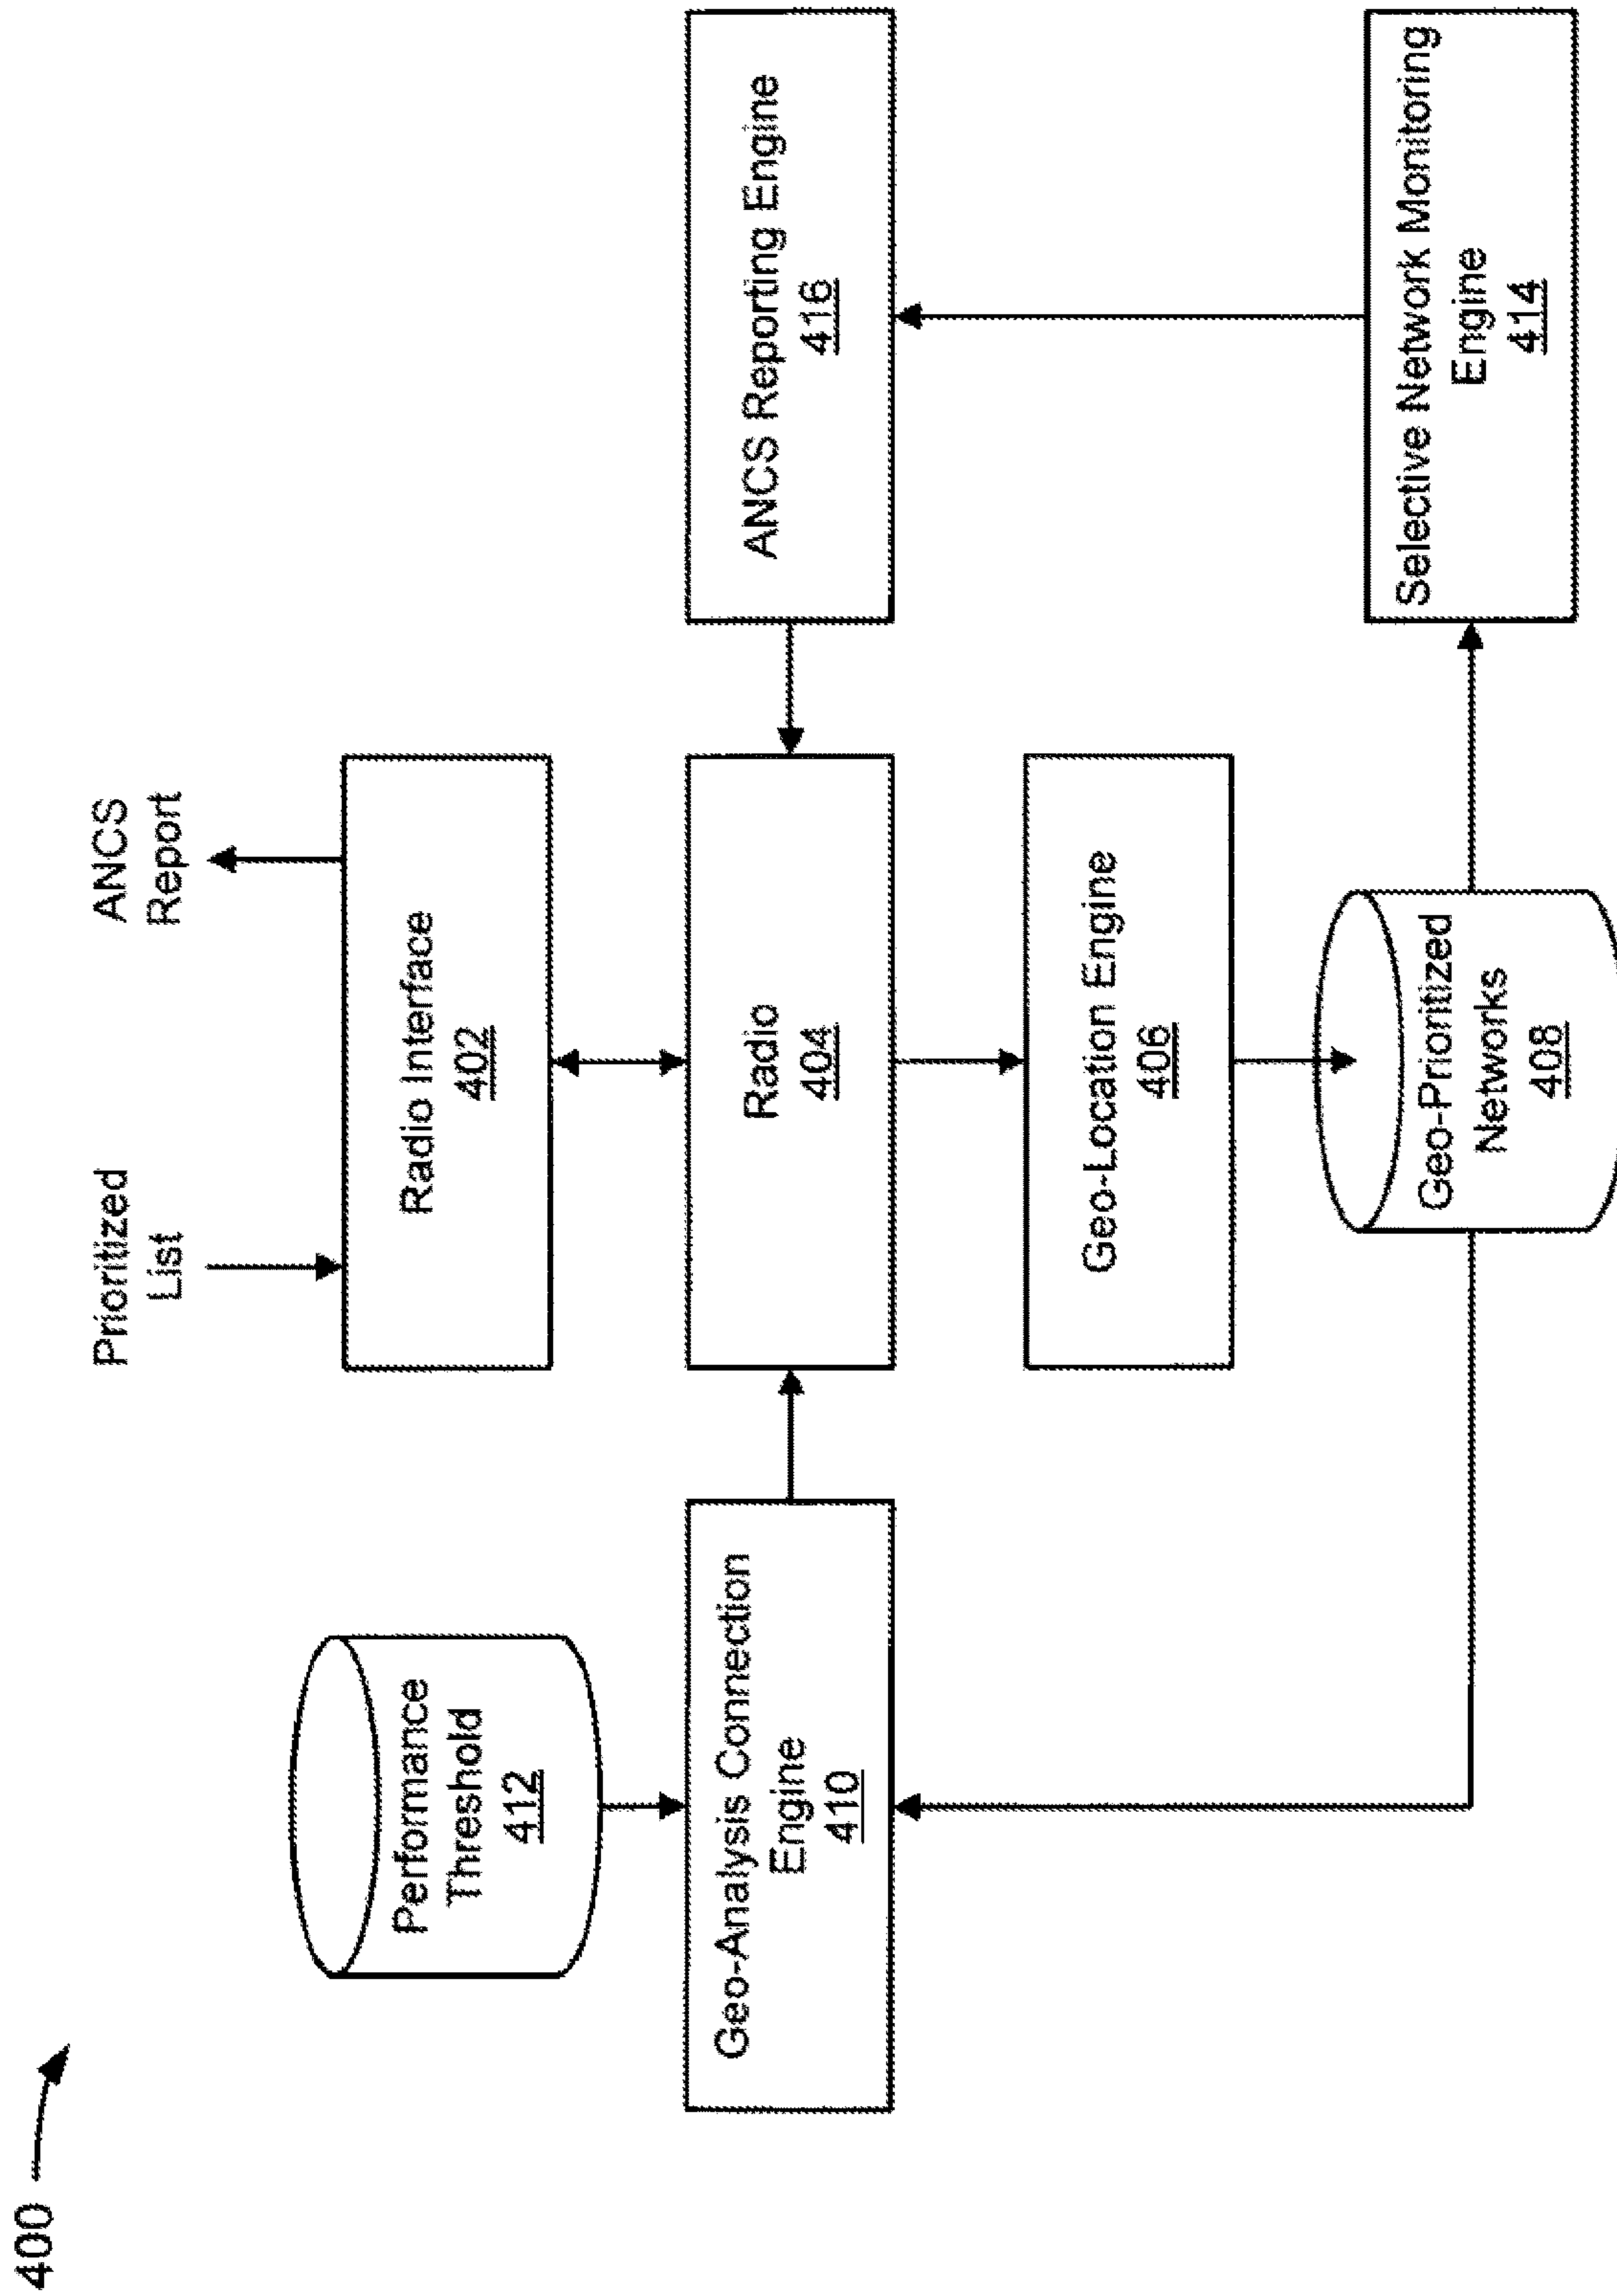 400
Prioritized
List
ANCS
Report
Radio Interface
402
Performance
Threshold
412
Geo-Analysis Connection
Engine
410
Radio
404
ANCS Reporting Engine
416
Geo-Location Engine
406
Geo-Prioritized
Networks
408
Selective Network Monitoring
Engine
414